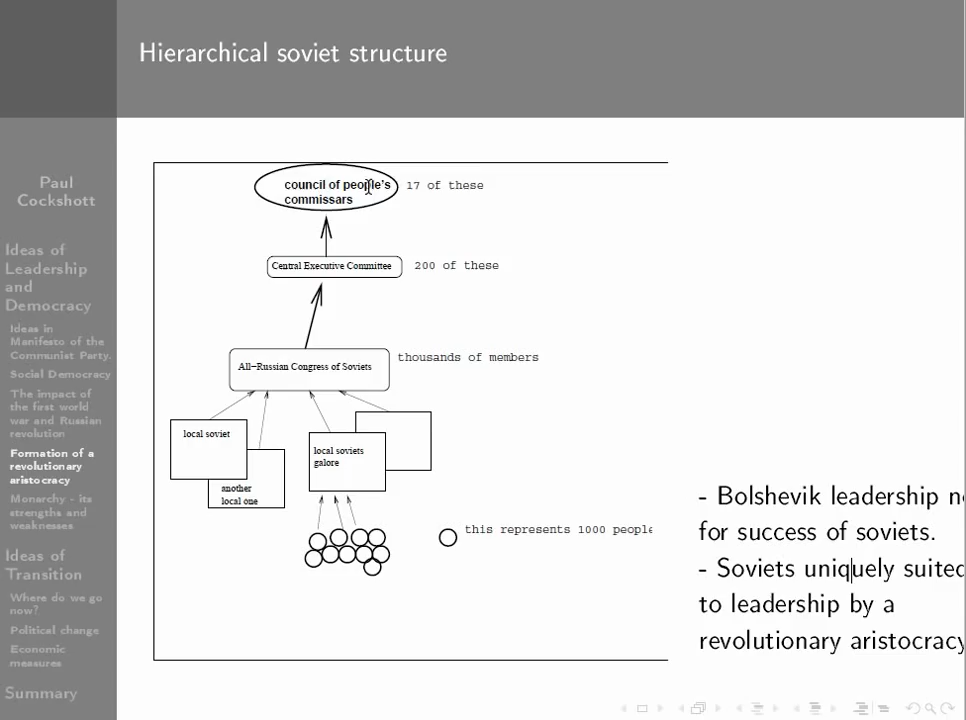 Hierarchical soviet structure
Paul
Cockshott
Ideas of
Leadership
and
Democracy
Ideas in
Manifesto of the
Communist Party.
Social Democracy
The impact of
the first world
war and Russian
revolution
Formation of a
revolutionary
aristocracy
Monarchy - its
strengths and
weaknesses
Ideas of
Transition
Where do we go
now?
Political change
Economic
measures
Summary
council of people's
commissars
17 of these
Central Executive Committee
200 of these
All-Russian Congress of Soviets
thousands of members
local soviet
another
local one
local soviets
galore
this represents 1000 people
- Bolshevik leadership
for success of soviets.
- Soviets uniquely suited
to leadership by a
revolutionary aristocracy